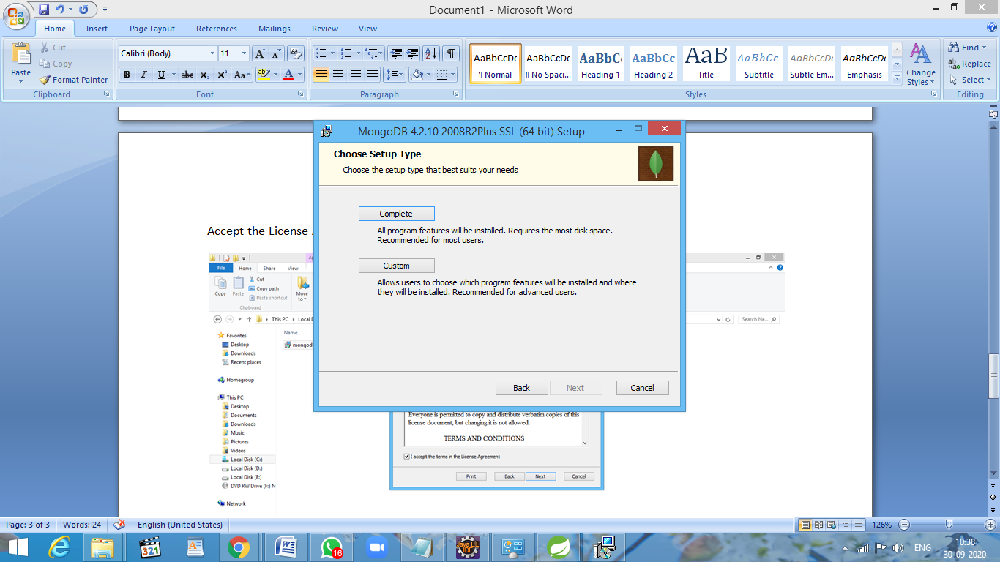 Document1 - Microsoft Word
Home Insert Page Layout References Mailings Review View
Paste
Cut
Copy
Format Painter
Clipboard
Calibri (Body) 11
B I U abc X₂ X² Aa ab A
Font
Paragraph
AaBbCcDc AaBbCcDc AaBbC AaBbCc AaB AaBbCc. AaBbCcDc AaBbCcDc
¶ Normal ¶ No Spaci... Heading 1 Heading 2 Title Subtitle Subtle Em... Emphasis
Change
Styles
Styles
Find
Replace
Select
Editing
MongoDB 4.2.10 2008R2Plus SSL (64 bit) Setup
Choose Setup Type
Choose the setup type that best suits your needs
Complete
All program features will be installed. Requires the most disk space.
Recommended for most users.
Custom
Allows users to choose which program features will be installed and where
they will be installed. Recommended for advanced users.
Back Next Cancel
Accept the License
File Home Share View
Copy Paste
Cut
Copy path
Paste shortcut
Move
to
Clipboard
This PC Local D
Search Ne...
Name
mongodb
Favorites
Desktop
Downloads
Recent places
Homegroup
This PC
Desktop
Documents
Downloads
Music
Pictures
Videos
Local Disk (C:)
Local Disk (D:)
Local Disk (E:)
DVD RW Drive (F:) N
Network
Everyone is permitted to copy and distribute verbatim copies of this
license document, but changing it is not allowed.
TERMS AND CONDITIONS
I accept the terms in the License Agreement
Print Back Next Cancel
Page: 3 of 3 Words: 24 English (United States) 126%
321
16
Java EE
IDE
ENG
10:38
30-09-2020